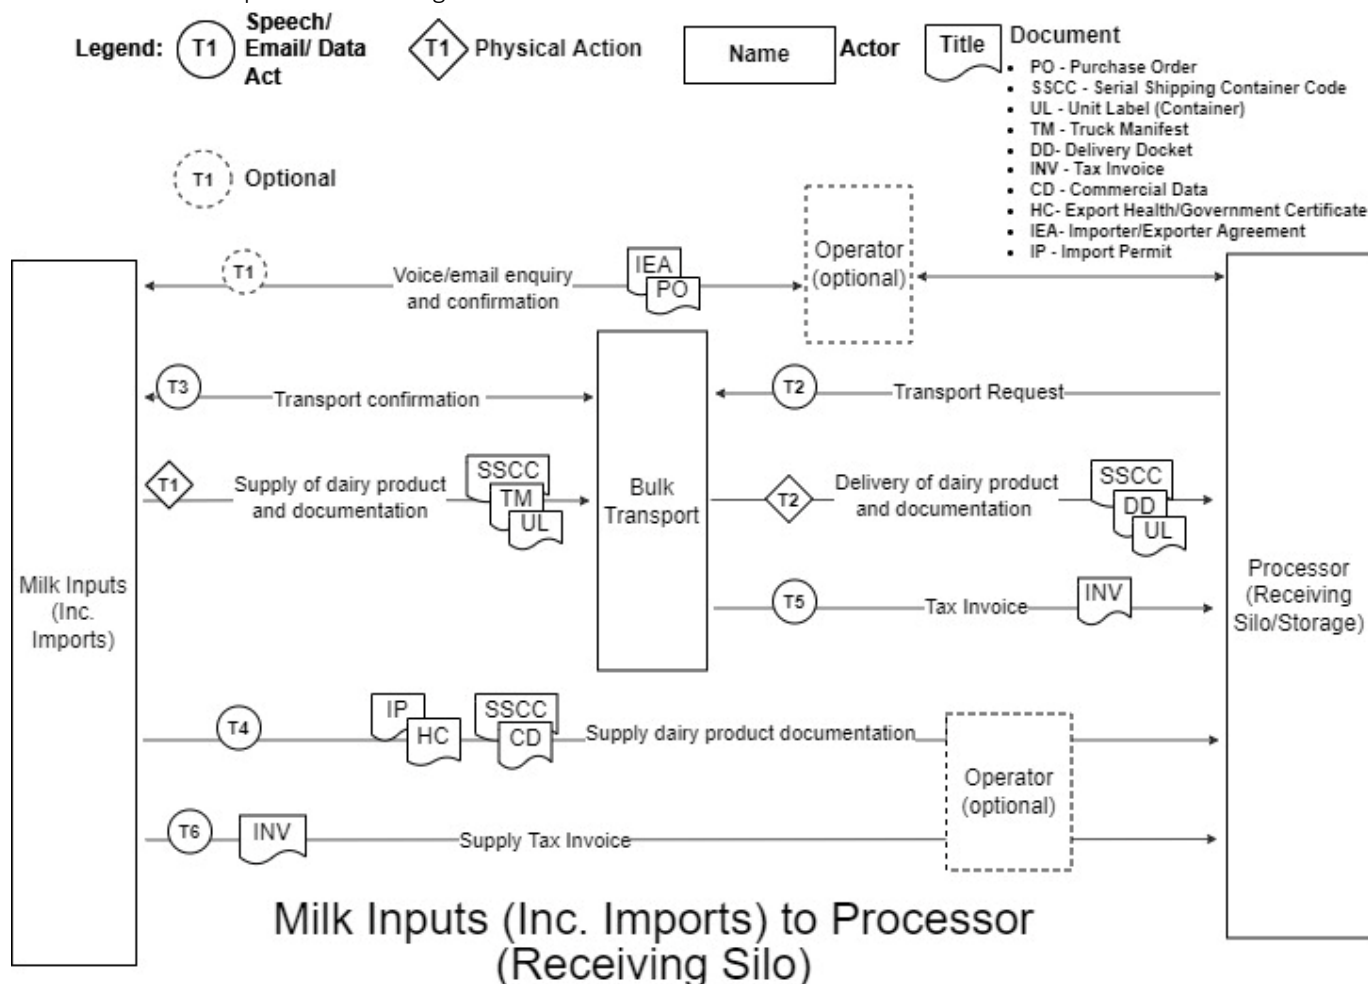 Legend:
T1
Speech/
Email/ Data
Act
T1
Physical Action
Name
Actor
Title
Document
• PO - Purchase Order
• SSCC - Serial Shipping Container Code
• UL - Unit Label (Container)
• TM - Truck Manifest
• DD- Delivery Docket
• INV - Tax Invoice
• CD - Commercial Data
• HC- Export Health/Government Certificate
• IEA- Importer/Exporter Agreement
• IP - Import Permit
T1
Optional
T1
Voice/email enquiry
and confirmation
IEA
PO
Operator
(optional)
T3
Transport confirmation
T2
Transport Request
T1
Supply of dairy product
and documentation
SSCC
TM
UL
Bulk
Transport
T2
Delivery of dairy product
and documentation
SSCC
DD
UL
Milk Inputs
(Inc.
Imports)
T5
Tax Invoice
INV
Processor
(Receiving
Silo/Storage)
T4
IP
HC
SSCC
CD
Supply dairy product documentation
Operator
(optional)
T6
INV
Supply Tax Invoice
Milk Inputs (Inc. Imports) to Processor
(Receiving Silo)